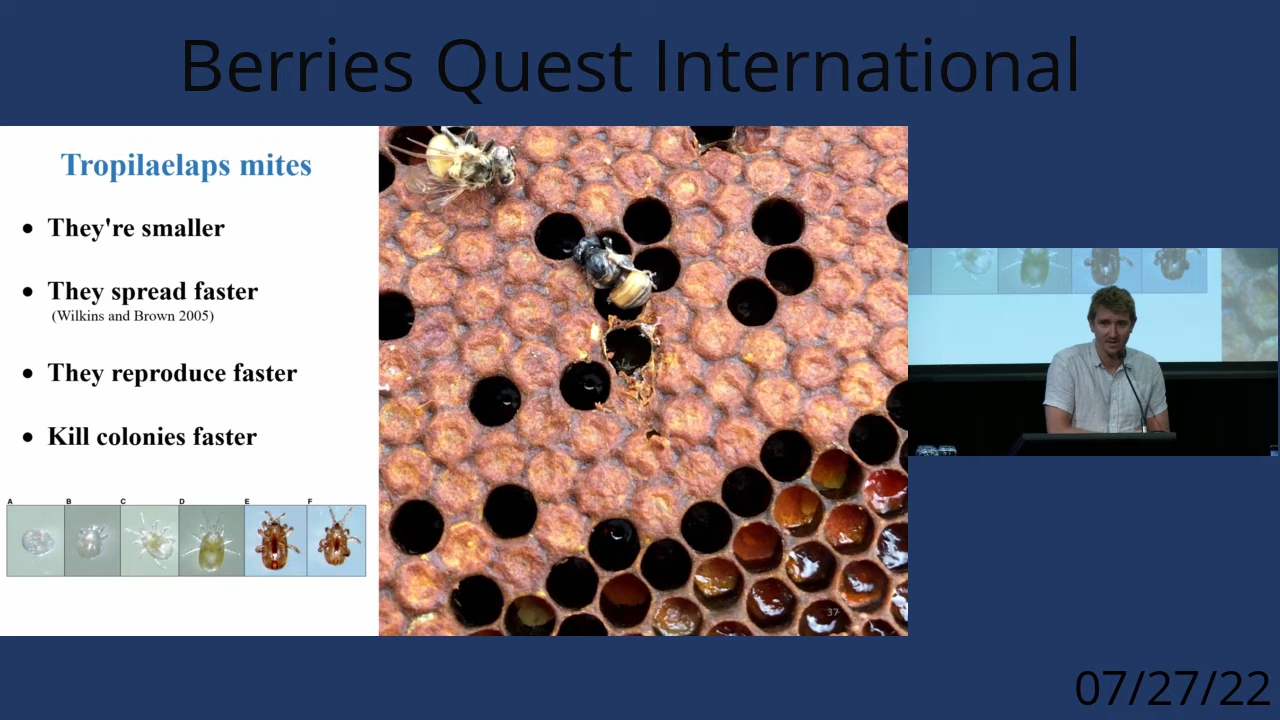 Berries Quest International
Tropilaelaps mites
• They're smaller
• They spread faster
(Wilkins and Brown 2005)
• They reproduce faster
• Kill colonies faster
A B C D E F
37
07/27/22